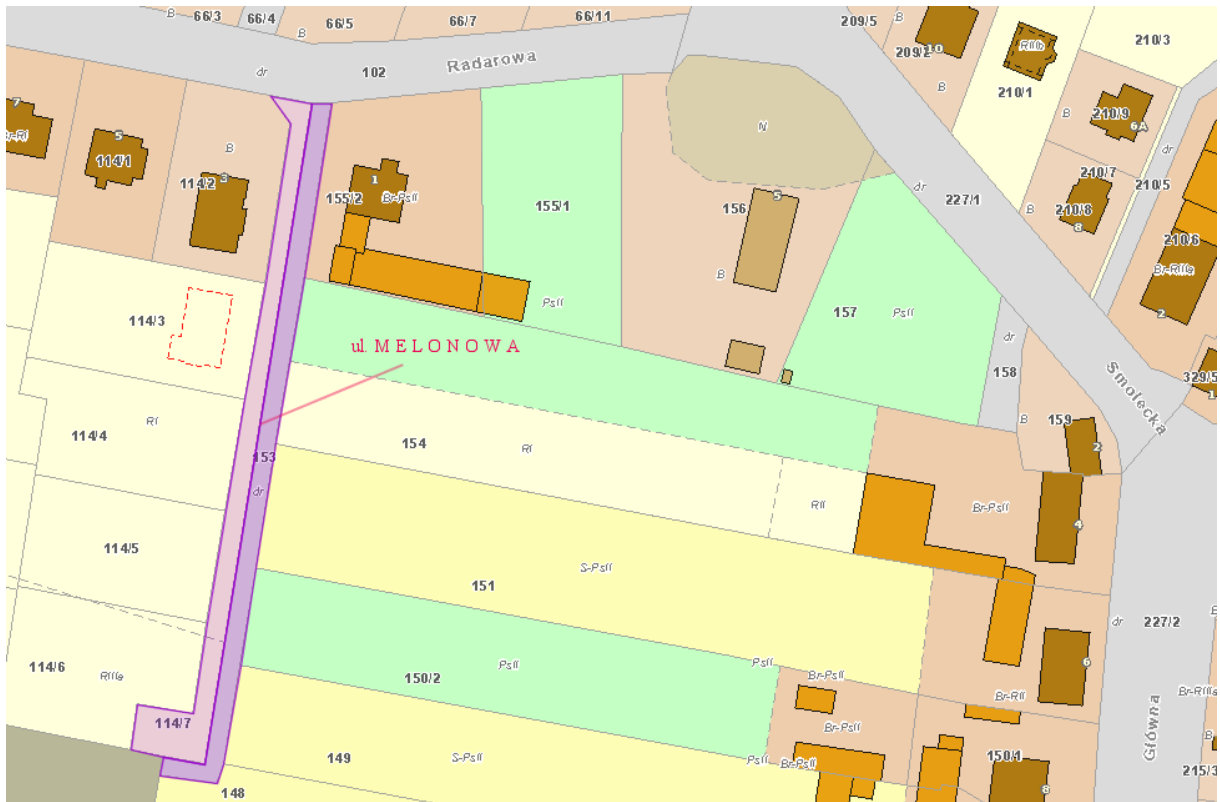 66/3
66/4
B
66/5
66/7
66/11
B
209/5
B
209/2
10
RIIIb
210/3
102
dr
Radarowa
210/1
B
210/9
6A
B
7
Br-RI
5
114/1
B
114/2
3
1
155/2
Br-PsII
155/1
N
dr
227/1
5
156
B
210/7
B
210/8
8
dr
210/5
210/6
Br-RIIIa
2
PsII
157
PsII
114/3
ul. M E L O N O W A
dr
158
Smolecka
329/5
1
B
159
2
RI
114/4
154
RI
153
dr
RII
Br-PsII
4
114/5
S-PsII
151
dr
227/2
114/6
RIIIa
PsII
150/2
PsII
Br-PsII
6
Br-RII
Br-RIIIa
114/7
Br-PsII
Główna
B
B
149
S-PsII
PsII
Br-PsII
150/1
8
215/3
148